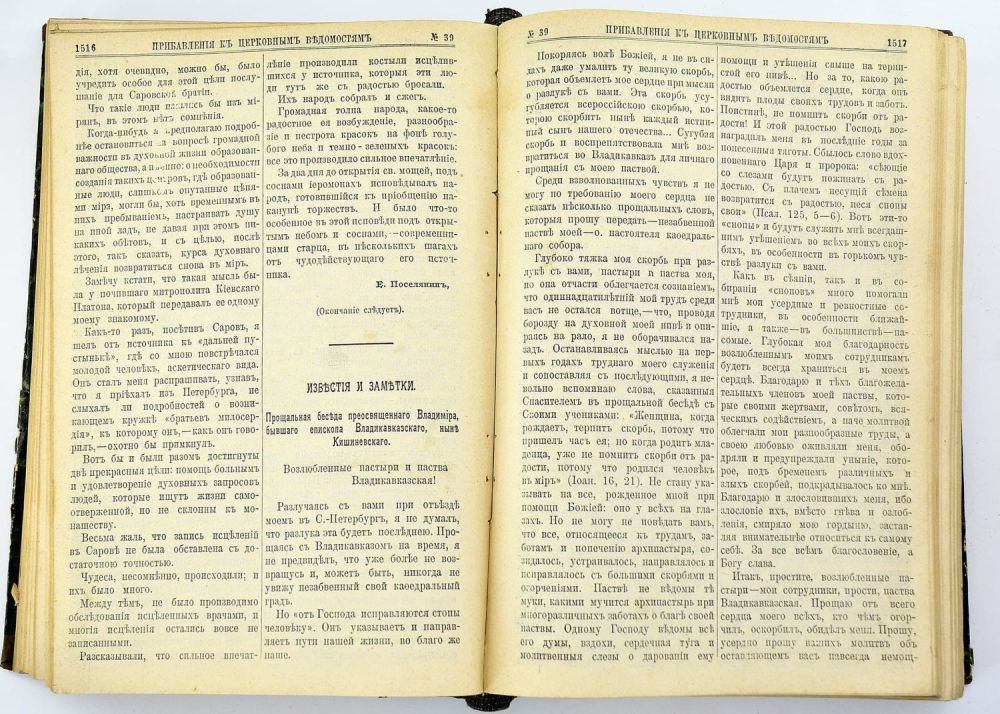 1516 ПРИБАВЛЕНІЯ КЪ ЦЕРКОВНЫМЪ ВѢДОМОСТЯМЪ № 39
дія, хотя очевидно, можно бы, было
учредить особое для этой цѣли послу-
шаніе для Саровской братіи.
Что такіе люди нашлись бы изъ мі-
рянъ, въ этомъ нѣтъ сомнѣнія.
Когда-нибудь я предполагаю подроб-
нѣе остановиться на вопросѣ громадной
важности въ духовной жизни образован-
наго общества, а именно: о необходимости
созданія такихъ центровъ, гдѣ образован-
ные люди, слишкомъ опутанные цѣпя-
ми міра, могли бы, хоть временнымъ въ
нихъ пребываніемъ, настраивать душу
на иной ладъ, не давая при этомъ ни-
какихъ обѣтовъ, и съ цѣлью, послѣ
этого, такъ сказать, курса духовнаго
лѣченія возвратиться снова въ міръ.
Замѣчу кстати, что такая мысль бы-
ла у почившаго митрополита Кіевскаго
Платона, который передавалъ ее одному
моему знакомому.
Какъ-то разъ, посѣтивъ Саровъ, я
шелъ отъ источника къ «дальней пу-
стынькѣ», гдѣ со мною повстрѣчался
молодой человѣкъ, аскетическаго вида.
Онъ сталъ меня распрашивать, узнавъ,
что я пріѣхалъ изъ Петербурга, не
слыхалъ ли подробностей о возни-
кающемъ кружкѣ «братьевъ милосер-
дія», къ которому онъ,—какъ онъ гово-
рилъ,—охотно бы примкнулъ.
Вотъ бы и были разомъ достигнуты
двѣ прекрасныя цѣли: помощь больнымъ
и удовлетвореніе духовныхъ запросовъ
людей, которые ищутъ жизни само-
отверженной, но не склонны къ мо-
нашеству.
Весьма жаль, что запись исцѣленій
въ Саровѣ не была обставлена съ до-
статочною точностью.
Чудеса, несомнѣнно, происходили; и
ихъ было много.
Между тѣмъ, не было производимо
обслѣдованія исцѣленныхъ врачами, и
многія исцѣленія остались вовсе не
записанными.
Разсказывали, что сильное впечат-
лѣніе производили костыли исцѣлив-
шихся у источника, которыя эти лю-
ди тутъ же съ радостью бросали.
Ихъ народъ собралъ и сжегъ.
Громадная толпа народа, какое-то
радостное ея возбужденіе, разнообра-
зіе и пестрота красокъ на фонѣ голу-
бого неба и темно-зеленыхъ красокъ:
все это производило сильное впечатлѣніе.
За два дня до открытія св. мощей, подъ
соснами іеромонахъ исповѣдывалъ на-
родъ, готовившійся къ пріобщенію на-
канунѣ торжествъ. И было что-то
особенное въ этой исповѣди подъ откры-
тымъ небомъ и соснами,—современни-
цами старца, въ нѣсколькихъ шагахъ
отъ чудодѣйствующаго его источ-
ника.
Е. Поселянинъ,
(Окончаніе слѣдуетъ).
ИЗВѢСТІЯ И ЗАМѢТКИ.
Прощальная бесѣда преосвященнаго Владиміра,
бывшаго епископа Владикавказскаго, нынѣ
Кишиневскаго.
Возлюбленные пастыри и паства
Владикавказская!
Разлучаясь съ вами при отъѣздѣ
моемъ въ С.-Петербургъ, я не думалъ,
что разлука эта будетъ послѣднею. Про-
щаясь съ Владикавказомъ на время, я
не предвидѣлъ, что уже болѣе не воз-
вращусь и, можетъ быть, никогда не
увижу незабвенный свой каѳедральный
градъ.
Но «отъ Господа исправляются стопы
человѣку». Онъ указываетъ и направ-
ляетъ пути нашей жизни, во благо же
наше.
№ 39 ПРИБАВЛЕНІЯ КЪ ЦЕРКОВНЫМЪ ВѢДОМОСТЯМЪ 1517
Покоряясь волѣ Божіей, я не въ си-
лахъ даже умалить ту великую скорбь,
которая объемлетъ мое сердце при мысли
о разлукѣ съ вами. Эта скорбь усу-
губляется всероссійскою скорбью, ко-
торою скорбитъ нынѣ каждый истин-
ный сынъ нашего отечества... Сугубая
скорбь и воспрепятствовала мнѣ воз-
вратиться во Владикавказъ для личнаго
прощанія съ моею паствой.
Среди взволнованныхъ чувствъ я не
могу по требованію моего сердца не
сказать нѣсколько прощальныхъ словъ,
которыя прошу передать—незабвенной
паствѣ моей—о. настоятеля каѳедраль-
наго собора.
Глубоко тяжка моя скорбь при раз-
лукѣ съ вами, пастыри и паства моя,
но она отчасти облегчается сознаніемъ,
что одиннадцатилѣтній мой трудъ среди
васъ не остался вотще,—что, проводя
борозду на духовной моей нивѣ и опи-
раясь на рало, я не оборачивался на-
задъ. Останавливаясь мыслью на пер-
выхъ годахъ труднаго моего служенія
и сопоставляя съ послѣдующими, я не-
вольно вспоминаю слова, сказанныя
Спасителемъ въ прощальной бесѣдѣ съ
Своими учениками: «Женщина, когда
рождаетъ, терпитъ скорбь, потому что
пришелъ часъ ея; но когда родитъ мла-
денца, уже не помнитъ скорби отъ ра-
дости, потому что родился человѣкъ
въ міръ» (Іоан. 16, 21). Не стану ука-
зывать на все, рожденное мной при
помощи Божіей: оно у всѣхъ на гла-
захъ. Но не могу не повѣдать вамъ,
что все, относящееся къ трудамъ, за-
ботамъ и попеченію архипастыря, со-
зидалось, устраивалось, направлялось и
исправлялось съ большими скорбями и
огорченіями. Паствѣ не вѣдомы тѣ
муки, какими мучится архипастырь при
многоразличныхъ заботахъ о благѣ своей
паствы. Одному Господу вѣдомы всѣ
его думы, вздохи, сердечная туга и
молитвенныя слезы о дарованіи ему
помощи и утѣшенія свыше на тернис-
той его нивѣ... Но за то, какою ра-
достью объемлется сердце, когда онъ
видитъ плоды своихъ трудовъ и заботъ.
Поистинѣ, не помнитъ скорби отъ ра-
дости! И этой радостью Господь воз-
наградилъ меня въ послѣдніе годы за
понесенныя тяготы. Сбылось слово вдох-
новеннаго Царя и пророка: «сѣющіе
со слезами будутъ пожинать съ ра-
достью. Съ плачемъ несущій сѣмена
возвратится съ радостью, неся снопы
свои» (Псал. 125, 5—6). Вотъ эти-то
«снопы» и будутъ служить мнѣ всегдаш-
нимъ утѣшеніемъ во всѣхъ моихъ скор-
бяхъ, въ особенности въ горькомъ чувст-
вѣ разлуки съ вами.
Какъ въ сѣяніи, такъ и въ со-
бираніи «сноповъ» много помогали
мнѣ мои усердные и ревностные со-
трудники, въ особенности ближай-
шіе, а также—въ большинствѣ—па-
сомые. Глубокая моя благодарность
возлюбленнымъ моимъ сотрудникамъ
будетъ всегда храниться въ моемъ
сердцѣ. Благодарю и тѣхъ благожела-
тельныхъ членовъ моей паствы, ко-
торые своими жертвами, совѣтомъ, вся-
ческимъ содѣйствіемъ, а наче молитвой
облегчали мои разнообразные труды, а
своею любовью оживляли меня, обод-
ряли и предупреждали уныніе, кото-
рое, подъ бременемъ различныхъ и
злыхъ скорбей, подкрадывалось ко мнѣ.
Благодарю и злословившихъ меня, ибо
злословіе ихъ, вмѣсто гнѣва и озлоб-
ленія, смиряло мою гордыню, застав-
ляя внимательнѣе относиться къ самому
себѣ. За все всѣмъ благословеніе, а
Богу слава.
Итакъ, простите, возлюбленные па-
стыри—мои сотрудники, прости, паства
Владикавказская. Прощаю отъ всего
сердца моего всѣхъ, кто чѣмъ огор-
чилъ, оскорбилъ, обидѣлъ меня. Прошу,
усердно прошу вашихъ молитвъ объ
оставляющемъ васъ навсегда немощ-